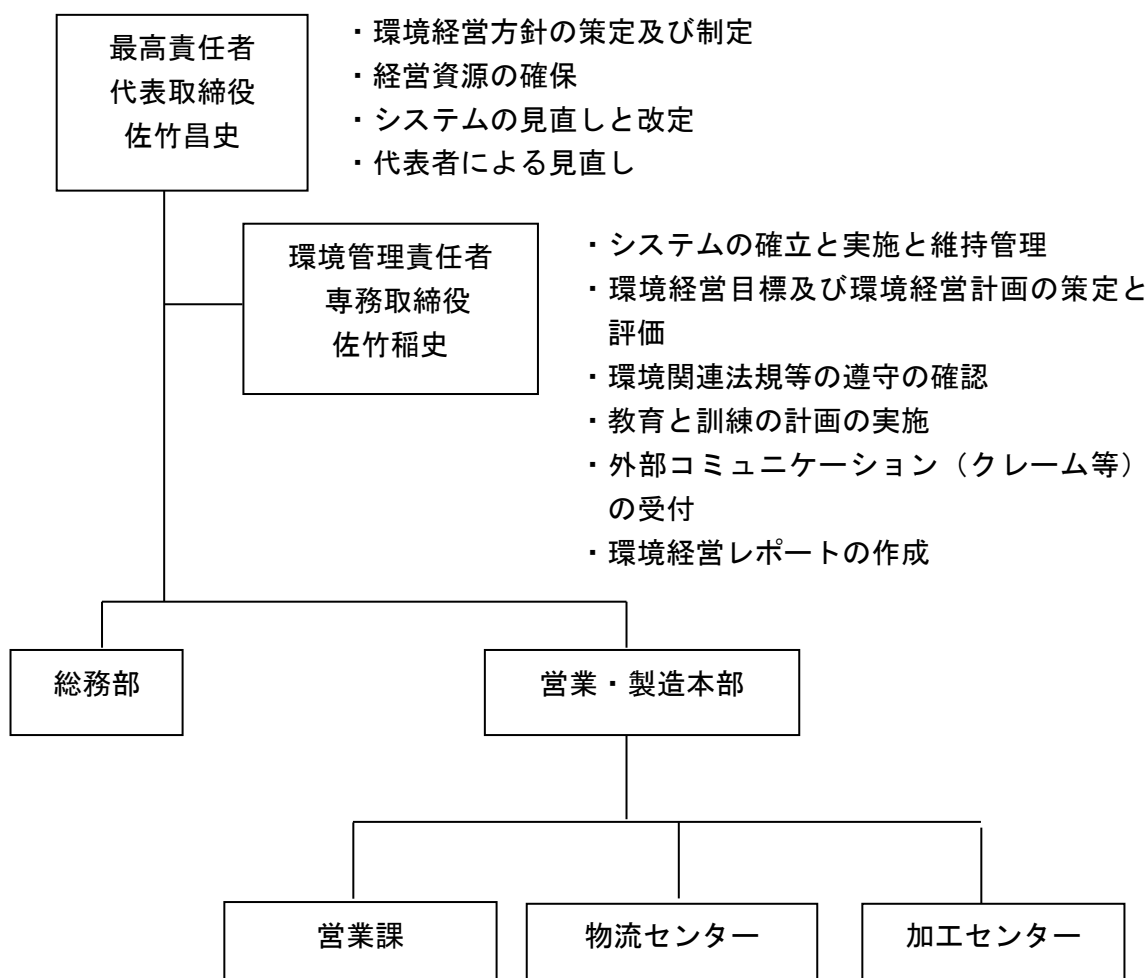 最高責任者
代表取締役
佐竹昌史
・環境経営方針の策定及び制定
・経営資源の確保
・システムの見直しと改定
・代表者による見直し
環境管理責任者
専務取締役
佐竹稲史
・システムの確立と実施と維持管理
・環境経営目標及び環境経営計画の策定と
評価
・環境関連法規等の遵守の確認
・教育と訓練の計画の実施
・外部コミュニケーション（クレーム等）
の受付
・環境経営レポートの作成
総務部
営業・製造本部
営業課
物流センター
加工センター